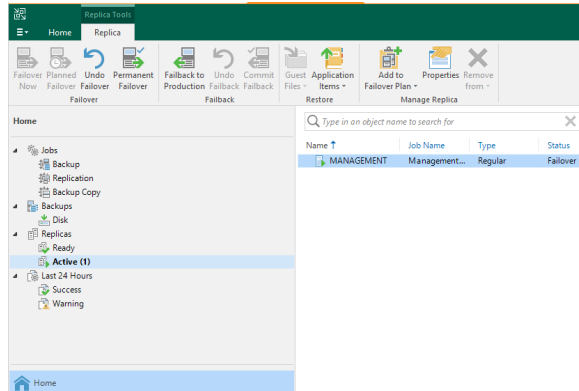 Replica Tools
Home Replica
Failover Now Planned Failover Undo Failover Permanent Failover Failback to Production Undo Failback Commit Failback Guest Files Application Items Add to Failover Plan Properties Remove from
Failover Failback Restore Manage Replica
Home
Type in an object name to search for
Name Job Name Type Status
MANAGEMENT Management... Regular Failover
Jobs
Backup
Replication
Backup Copy
Backups
Disk
Replicas
Ready
Active (1)
Last 24 Hours
Success
Warning
Home